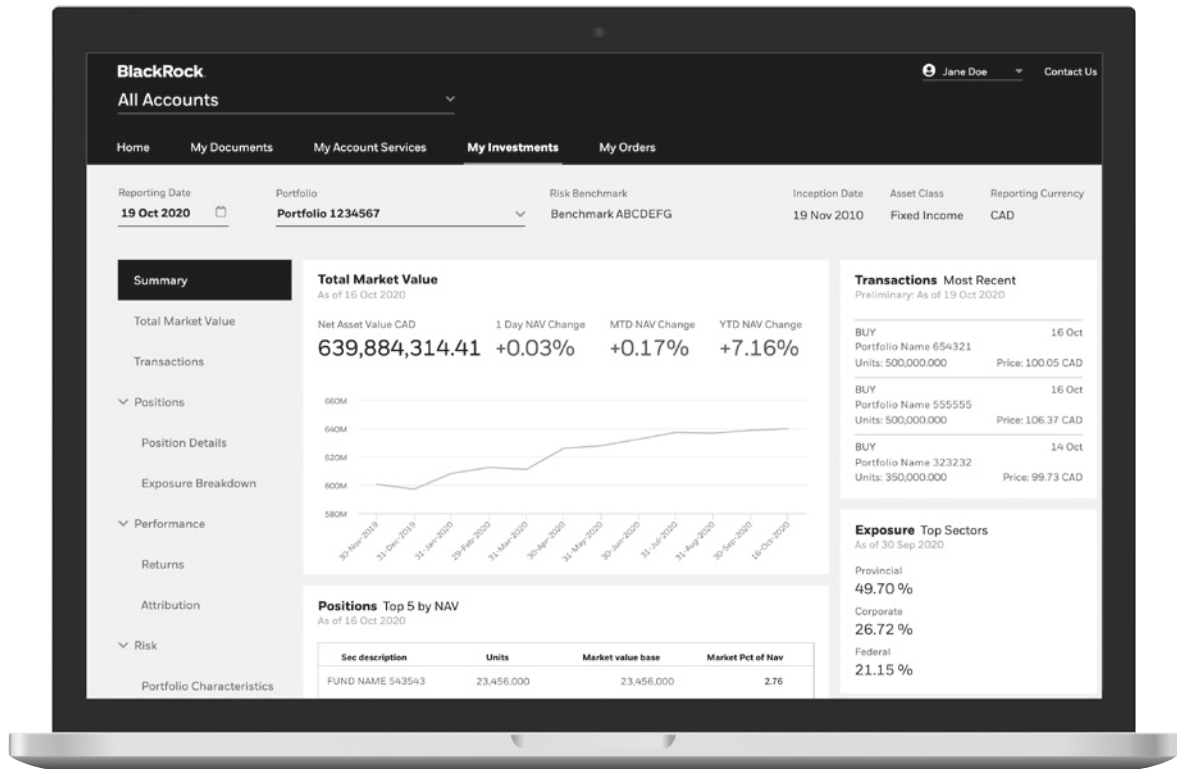 BlackRock
Jane Doe
Contact Us
All Accounts
Home My Documents My Account Services My Investments My Orders
Reporting Date Portfolio Risk Benchmark Inception Date Asset Class Reporting Currency
19 Oct 2020 Portfolio 1234567 Benchmark ABCDEFG 19 Nov 2010 Fixed Income CAD
Summary
Total Market Value
Transactions
Positions
Position Details
Exposure Breakdown
Performance
Returns
Attribution
Risk
Portfolio Characteristics
Total Market Value
As of 16 Oct 2020
Net Asset Value CAD 1 Day NAV Change MTD NAV Change YTD NAV Change
639,884,314.41 +0.03% +0.17% +7.16%
660M
640M
620M
600M
580M
30-Nov-2019 31-Dec-2019 31-Jan-2020 29-Feb-2020 31-Mar-2020 30-Apr-2020 31-May-2020 30-Jun-2020 31-Jul-2020 31-Aug-2020 30-Sep-2020 16-Oct-2020
Positions Top 5 by NAV
As of 16 Oct 2020
Sec description Units Market value base Market Pct of Nav
FUND NAME 543543 23,456,000 23,456,000 2.76
Transactions Most Recent
Preliminary: As of 19 Oct 2020
BUY 16 Oct
Portfolio Name 654321
Units: 500,000.000 Price: 100.05 CAD
BUY 16 Oct
Portfolio Name 555555
Units: 500,000.000 Price: 106.37 CAD
BUY 14 Oct
Portfolio Name 323232
Units: 350,000.000 Price: 99.73 CAD
Exposure Top Sectors
As of 30 Sep 2020
Provincial
49.70 %
Corporate
26.72 %
Federal
21.15 %